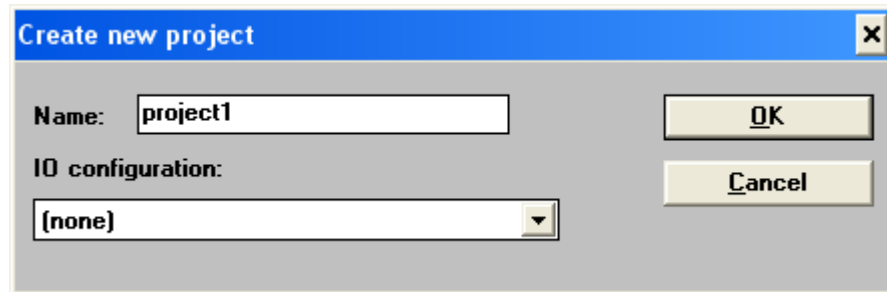 Create new project
Name: project1
OK
IO configuration:
Cancel
(none)